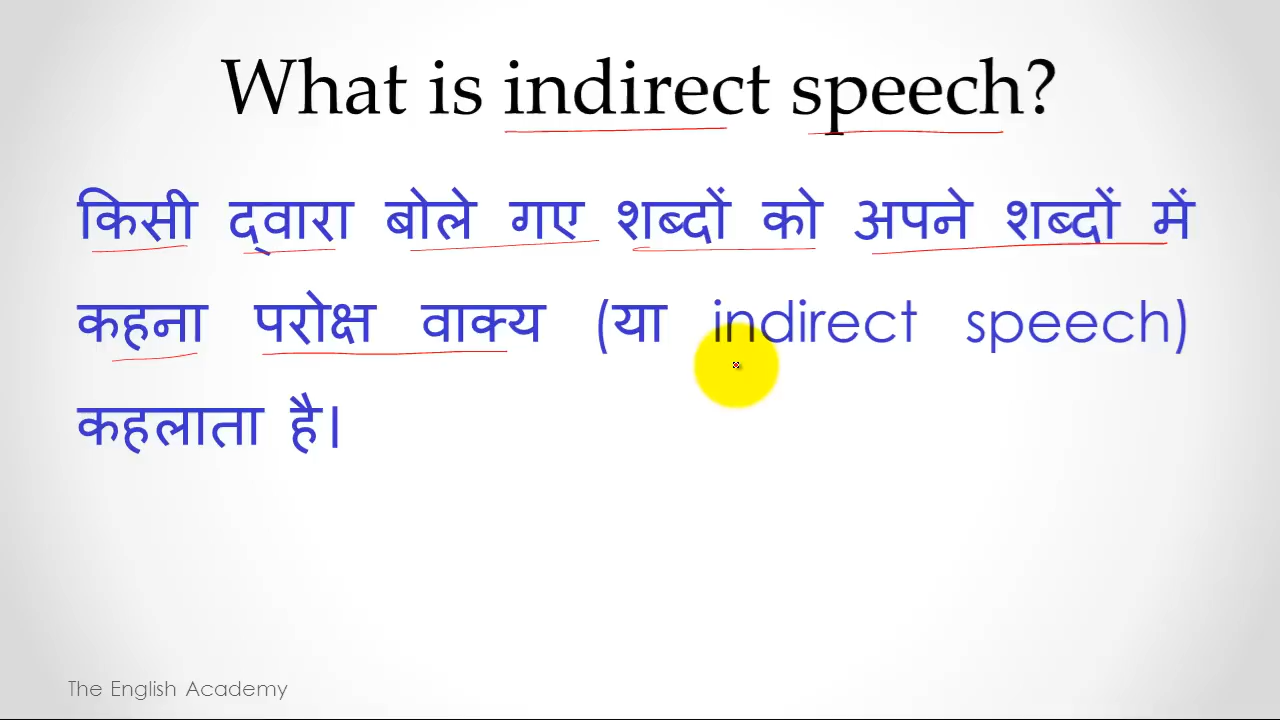 What is indirect speech?
किसी द्वारा बोले गए शब्दों को अपने शब्दों में
कहना परोक्ष वाक्य (या indirect speech)
कहलाता है।
The English Academy